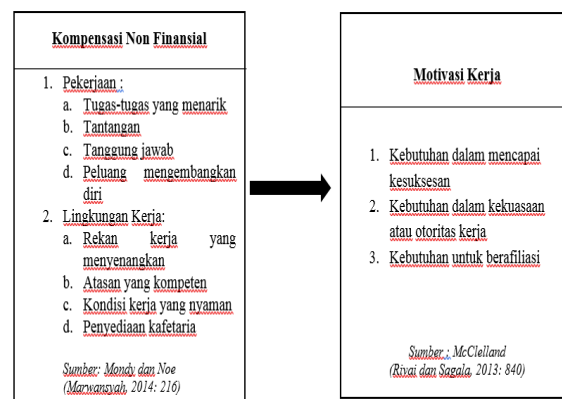 Kompensasi Non Finansial
1. Pekerjaan :
a. Tugas-tugas yang menarik
b. Tantangan
c. Tanggung jawab
d. Peluang mengembangkan
diri
2. Lingkungan Kerja:
a. Rekan kerja yang
menyenangkan
b. Atasan yang kompeten
c. Kondisi kerja yang nyaman
d. Penyediaan kafetaria
Sumber: Mondy dan Noe
(Marwansyah, 2014: 216)
Motivasi Kerja
1. Kebutuhan dalam mencapai
kesuksesan
2. Kebutuhan dalam kekuasaan
atau otoritas kerja
3. Kebutuhan untuk berafiliasi
Sumber : McClelland
(Rivai dan Sagala, 2013: 840)